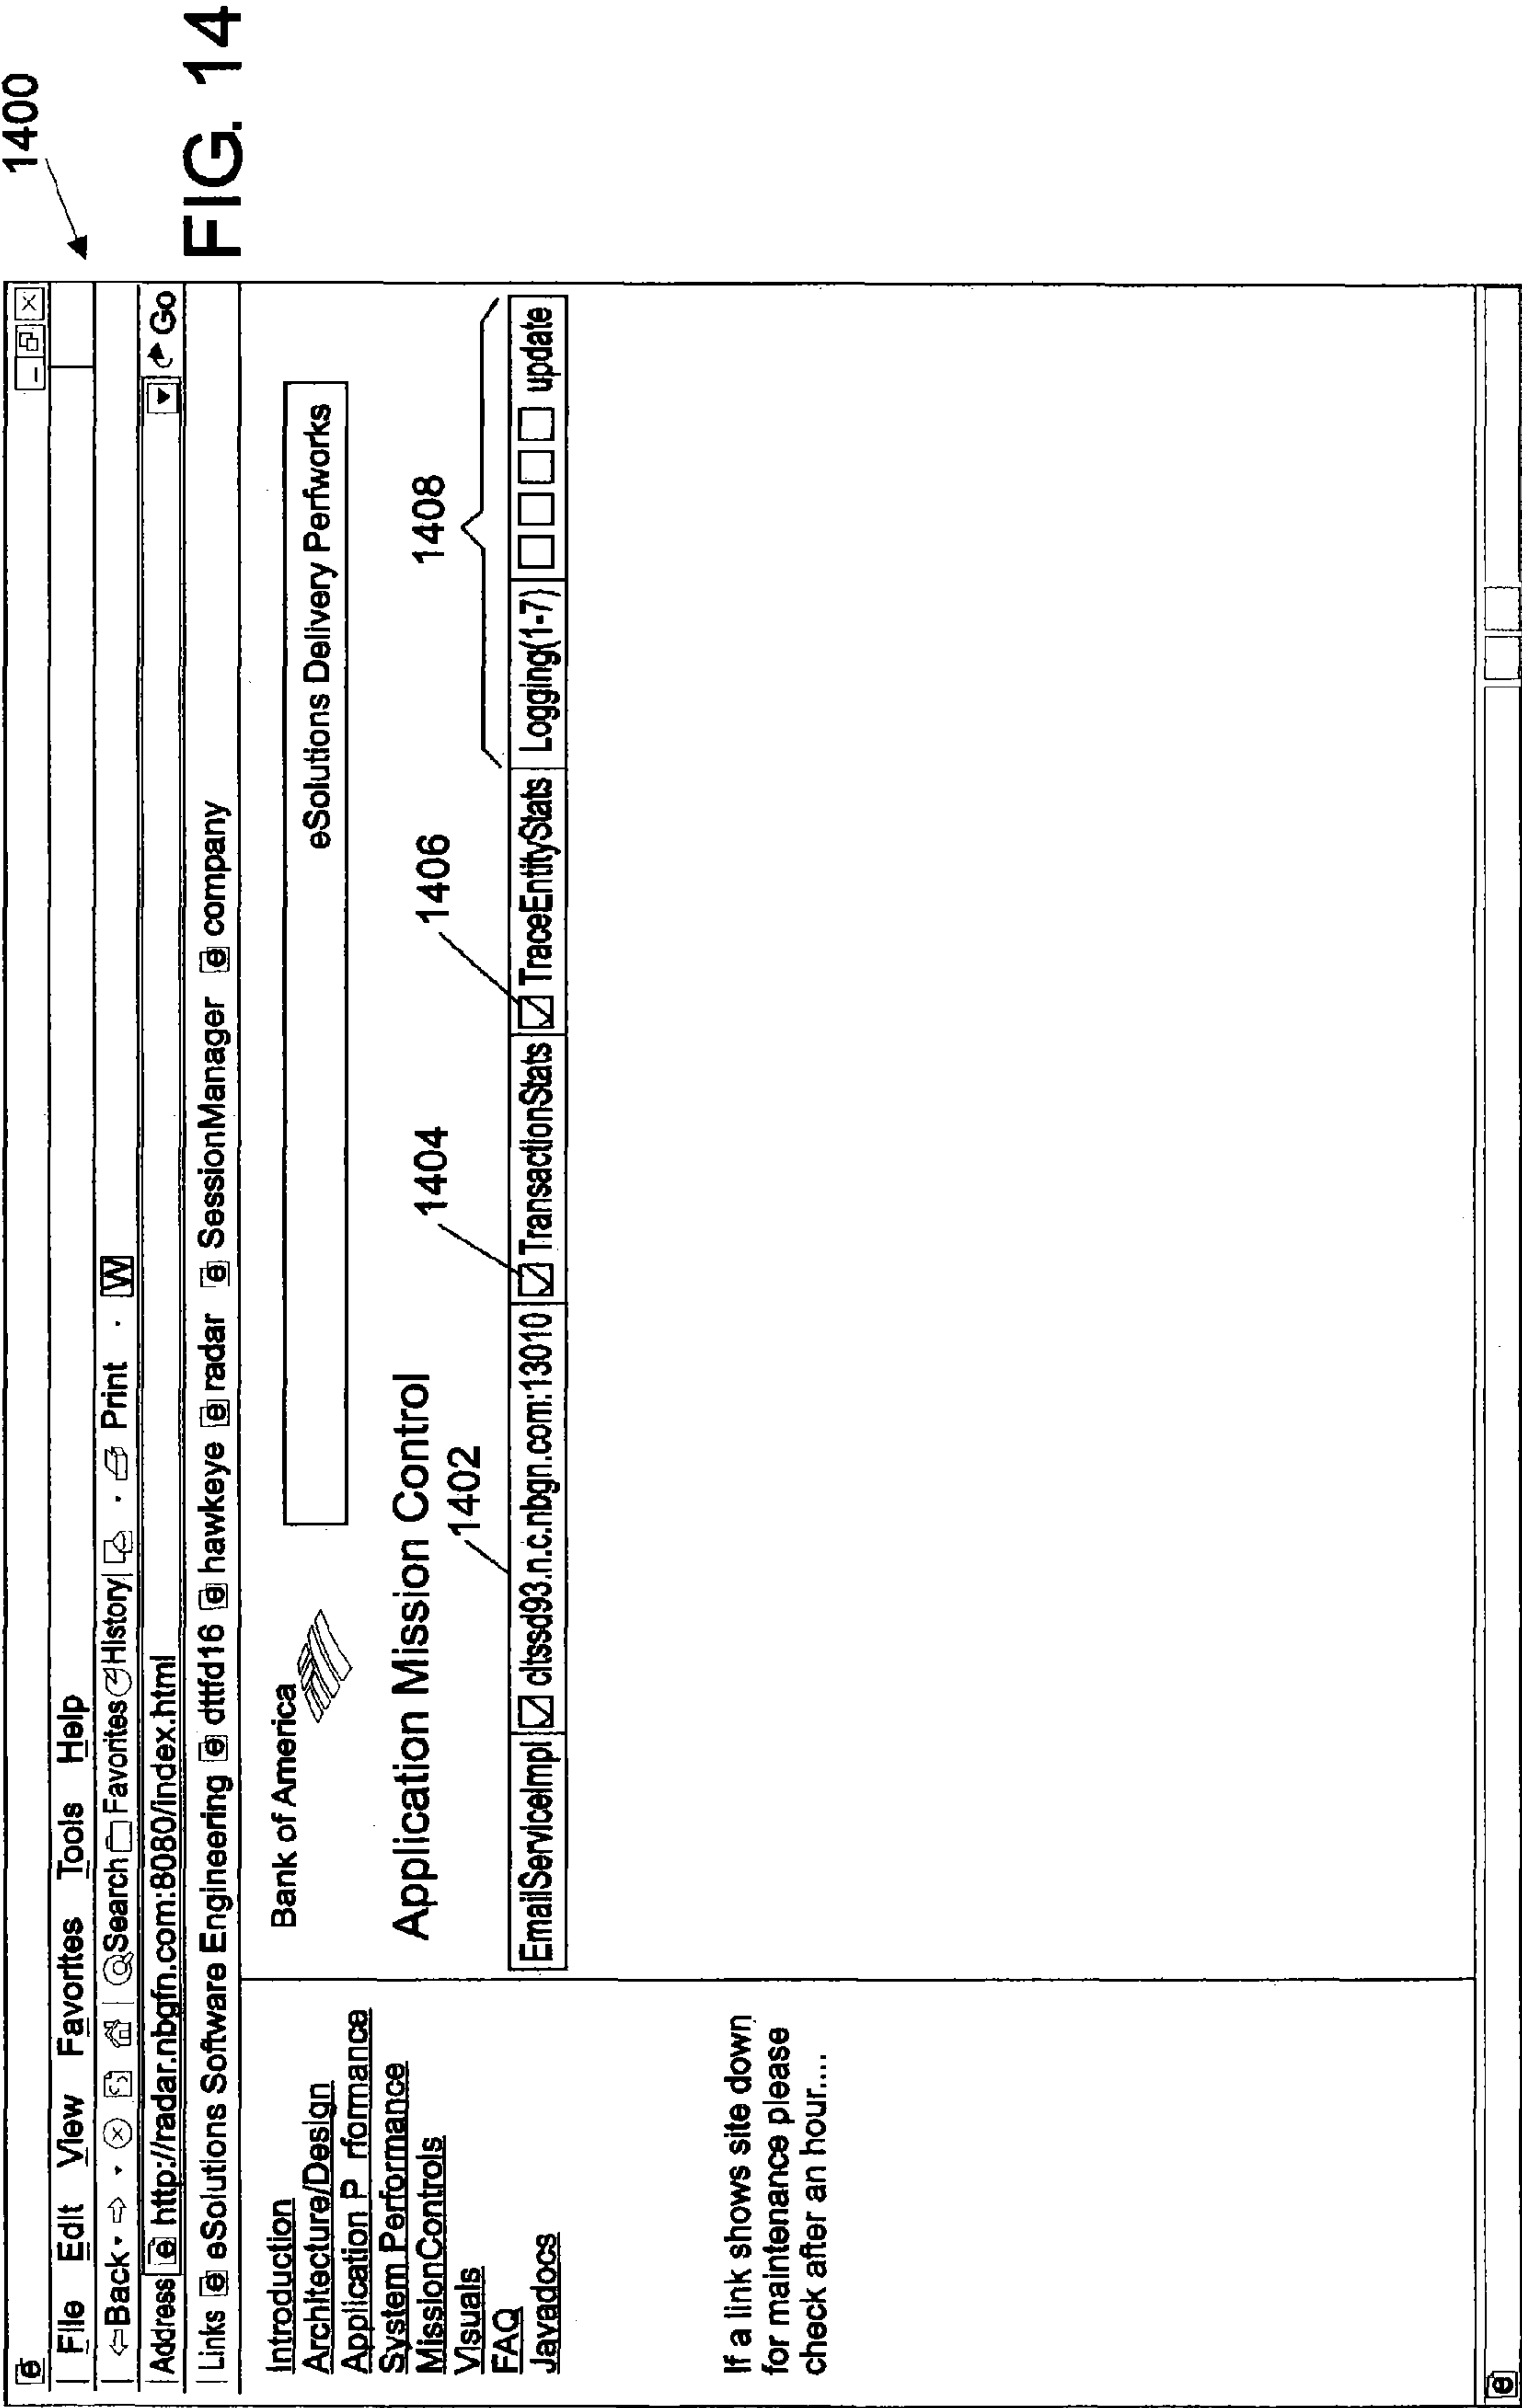 1400
FIG. 14
File Edit View Favorites Tools Help
Back Search Favorites History Print W
Address http://radar.nbgfn.com:8080/index.html Go
Links eSolutions Software Engineering dttfd16 hawkeye radar SessionManager company
Introduction
Architecture/Design
Application P rformance
System Performance
MissionControls
Visuals
FAQ
Javadocs
If a link shows site down
for maintenance please
check after an hour...
Bank of America
eSolutions Delivery Perfworks
Application Mission Control
1402
1404
1406
1408
EmailServiceImpl cltssd93.n.c.nbgn.com:13010 TransactionStats TraceEntityStats Logging(1-7) update